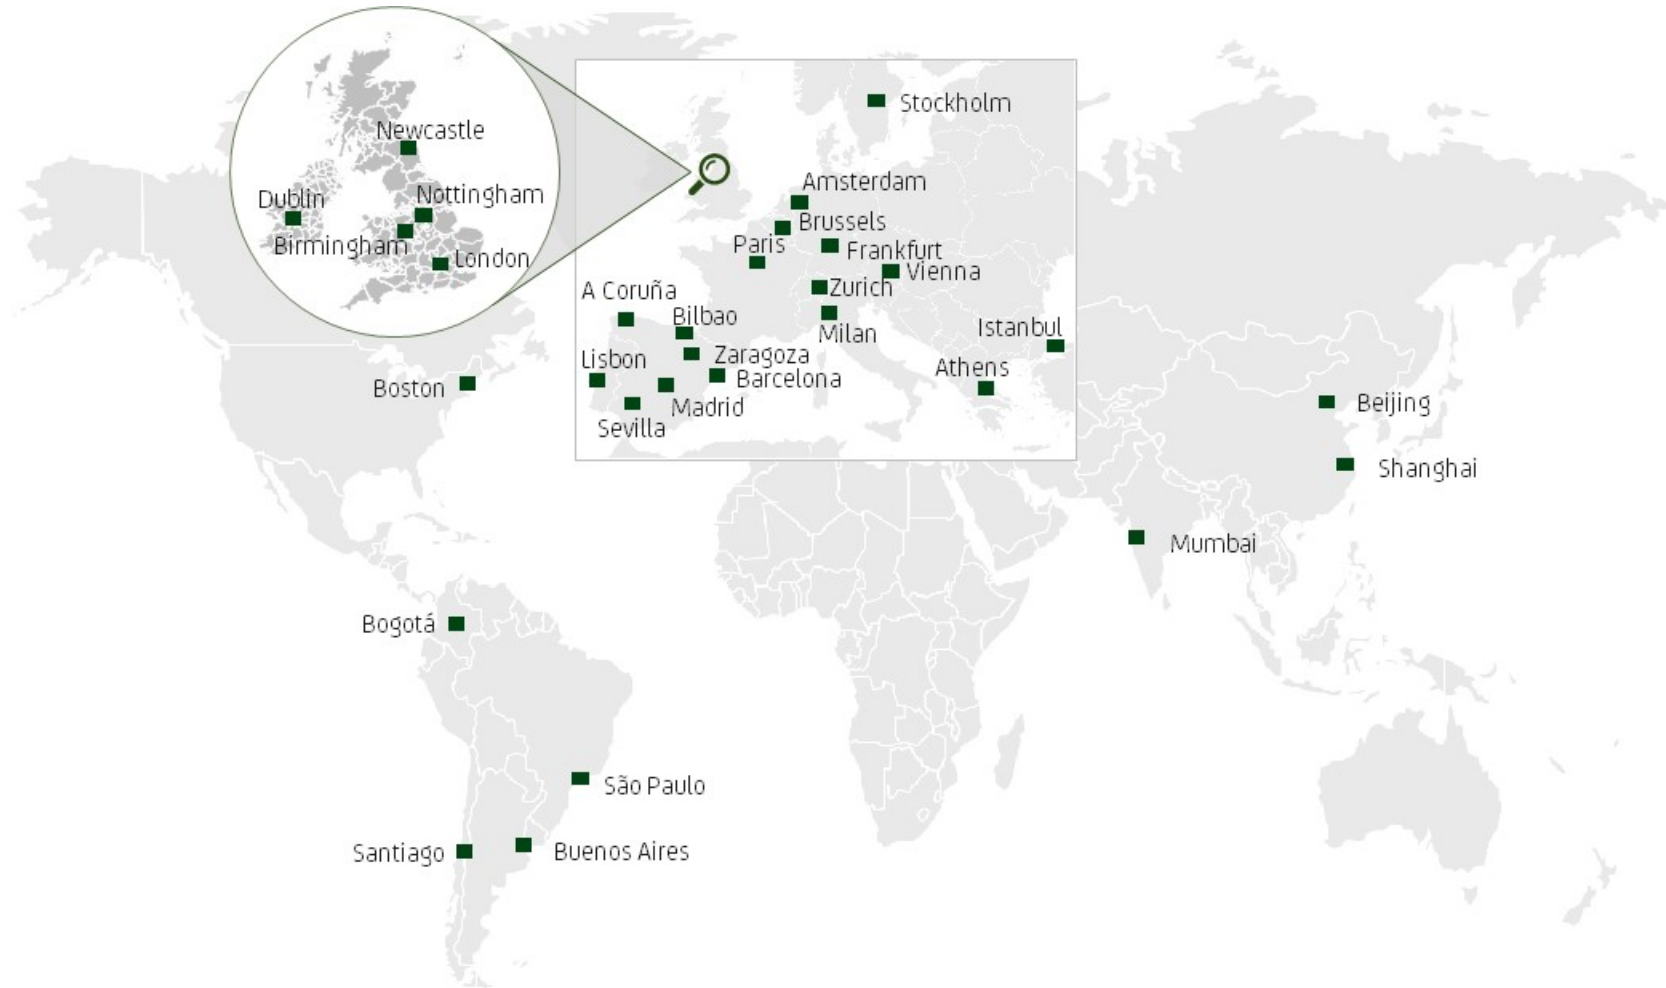 Newcastle
Dublin
Nottingham
Birmingham
London
Stockholm
Amsterdam
Brussels
Paris
Frankfurt
Vienna
Zurich
A Coruña
Bilbao
Milan
Istanbul
Lisbon
Zaragoza
Athens
Barcelona
Madrid
Sevilla
Boston
Beijing
Shanghai
Mumbai
Bogotá
São Paulo
Santiago
Buenos Aires